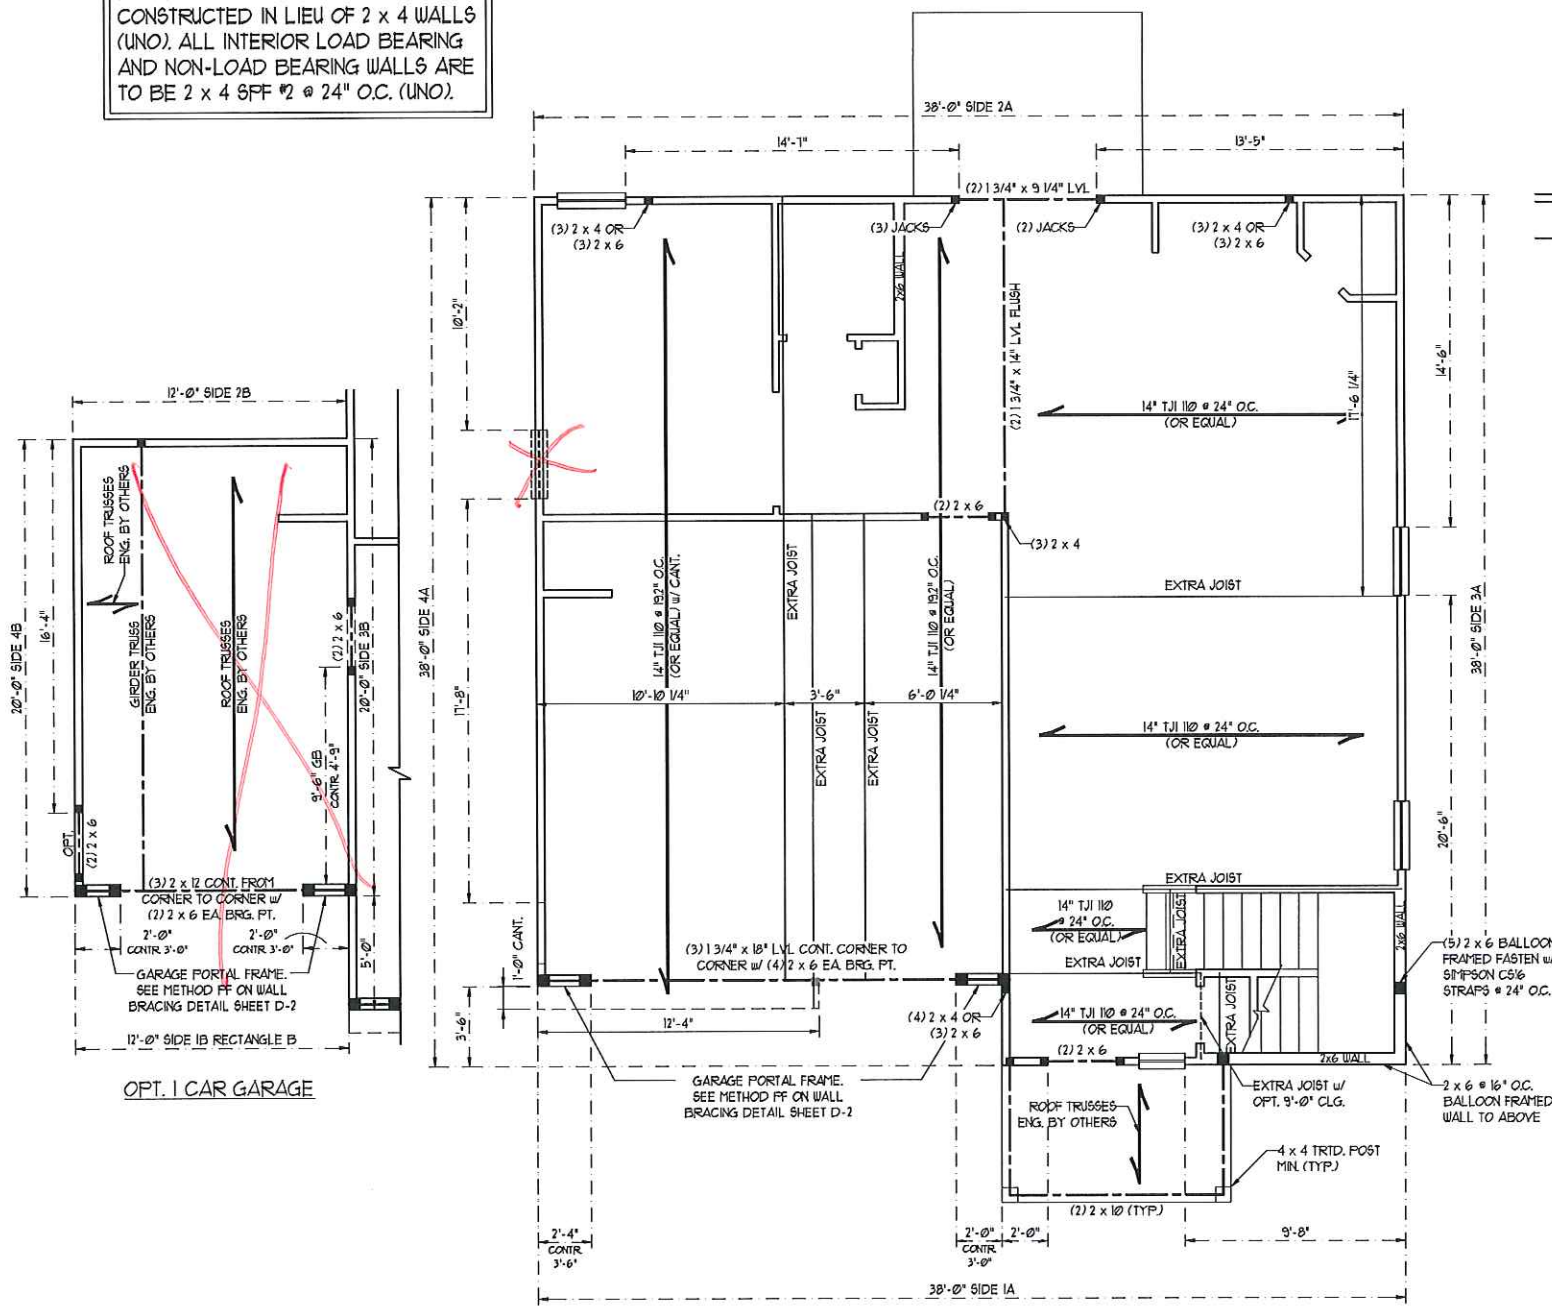 CONSTRUCTED IN LIEU OF 2 x 4 WALLS
(UNO). ALL INTERIOR LOAD BEARING
AND NON-LOAD BEARING WALLS ARE
TO BE 2 x 4 SPF #2 @ 24" O.C. (UNO).
38'-0" SIDE 2A
14'-7"
13'-5"
(2) 1 3/4" x 9 1/4" LVL
(3) 2 x 4 OR
(3) 2 x 6
(3) JACKS
(2) JACKS
(3) 2 x 4 OR
(3) 2 x 6
2x6 WALL
10'-2"
(2) 1 3/4" x 14" LVL FLUSH
14'-6"
17'-6 1/4"
14" TJI 110 @ 24" O.C.
(OR EQUAL)
12'-0" SIDE 2B
ROOF TRUSSES
ENG. BY OTHERS
20'-0" SIDE 4B
16'-4"
GIRDER TRUSS
ENG. BY OTHERS
ROOF TRUSSES
ENG. BY OTHERS
(2) 2 x 6
20'-0" SIDE 3B
9'-6" GB
CONTR. 4'-9"
OPT.
(2) 2 x 6
(3) 2 x 12 CONT. FROM
CORNER TO CORNER w/
(2) 2 x 6 EA. BRG. PT.
2'-0"
CONTR. 3'-0"
2'-0"
CONTR. 3'-0"
5'-0"
GARAGE PORTAL FRAME.
SEE METHOD PF ON WALL
BRACING DETAIL SHEET D-2
12'-0" SIDE 1B RECTANGLE B
OPT. 1 CAR GARAGE
38'-0" SIDE 4A
17'-8"
(2) 2 x 6
(3) 2 x 4
14" TJI 110 @ 19.2" O.C.
(OR EQUAL) w/ CANT.
EXTRA JOIST
14" TJI 110 @ 19.2" O.C.
(OR EQUAL)
EXTRA JOIST
38'-0" SIDE 3A
10'-10 1/4"
3'-6"
6'-0 1/4"
EXTRA JOIST
EXTRA JOIST
14" TJI 110 @ 24" O.C.
(OR EQUAL)
20'-6"
EXTRA JOIST
14" TJI 110
@ 24" O.C.
(OR EQUAL)
EXTRA JOIST
EXTRA JOIST
2x6 WALL
1'-0" CANT.
(3) 1 3/4" x 18" LVL CONT. CORNER TO
CORNER w/ (4) 2 x 6 EA. BRG. PT.
(5) 2 x 6 BALLOON
FRAMED FASTEN w/
SIMPSON CS16
STRAPS @ 24" O.C.
3'-6"
12'-4"
(4) 2 x 4 OR
(3) 2 x 6
14" TJI 110 @ 24" O.C.
(OR EQUAL)
EXTRA JOIST
(2) 2 x 6
2x6 WALL
GARAGE PORTAL FRAME.
SEE METHOD PF ON WALL
BRACING DETAIL SHEET D-2
EXTRA JOIST w/
OPT. 9'-0" CLG.
2 x 6 @ 16" O.C.
BALLOON FRAMED
WALL TO ABOVE
ROOF TRUSSES
ENG. BY OTHERS
4 x 4 TRTD. POST
MIN. (TYP.)
(2) 2 x 10 (TYP.)
2'-4"
CONTR.
3'-6"
2'-0"
CONTR.
3'-0"
2'-0"
9'-8"
38'-0" SIDE 1A